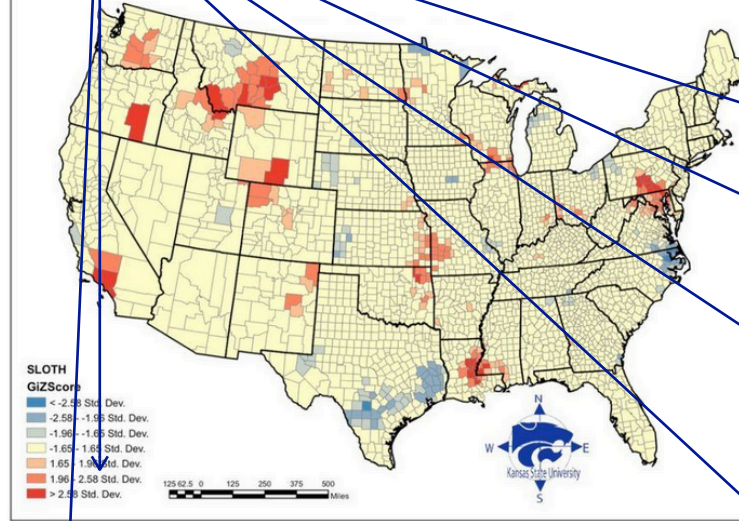 SLOTH
GiZScore
< -2.58 Std. Dev.
-2.58 - -1.96 Std. Dev.
-1.96 - -1.65 Std. Dev.
-1.65 - 1.65 Std. Dev.
1.65 - 1.96 Std. Dev.
1.96 - 2.58 Std. Dev.
> 2.58 Std. Dev.
125 62.5 0 125 250 375 500
Miles
N
W E
Kansas State University
S